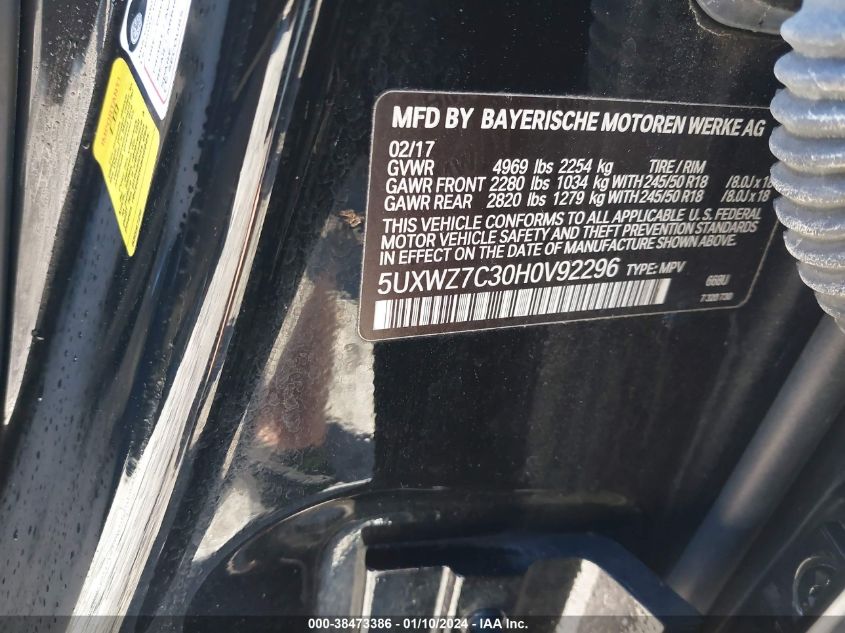 MFD BY BAYERISCHE MOTOREN WERKE AG
02/17
GVWR 4969 lbs 2254 kg TIRE/RIM
GAWR FRONT 2280 lbs 1034 kg WITH 245/50 R18 /8.0J x 18
GAWR REAR 2820 lbs 1279 kg WITH 245/50 R18 /8.0J x 18
THIS VEHICLE CONFORMS TO ALL APPLICABLE U.S. FEDERAL
MOTOR VEHICLE SAFETY AND THEFT PREVENTION STANDARDS
IN EFFECT ON THE DATE OF MANUFACTURE SHOWN ABOVE.
5UXWZ7C30H0V92296 TYPE: MPV
668U
7320730
000-38473386 - 01/10/2024 - IAA Inc.